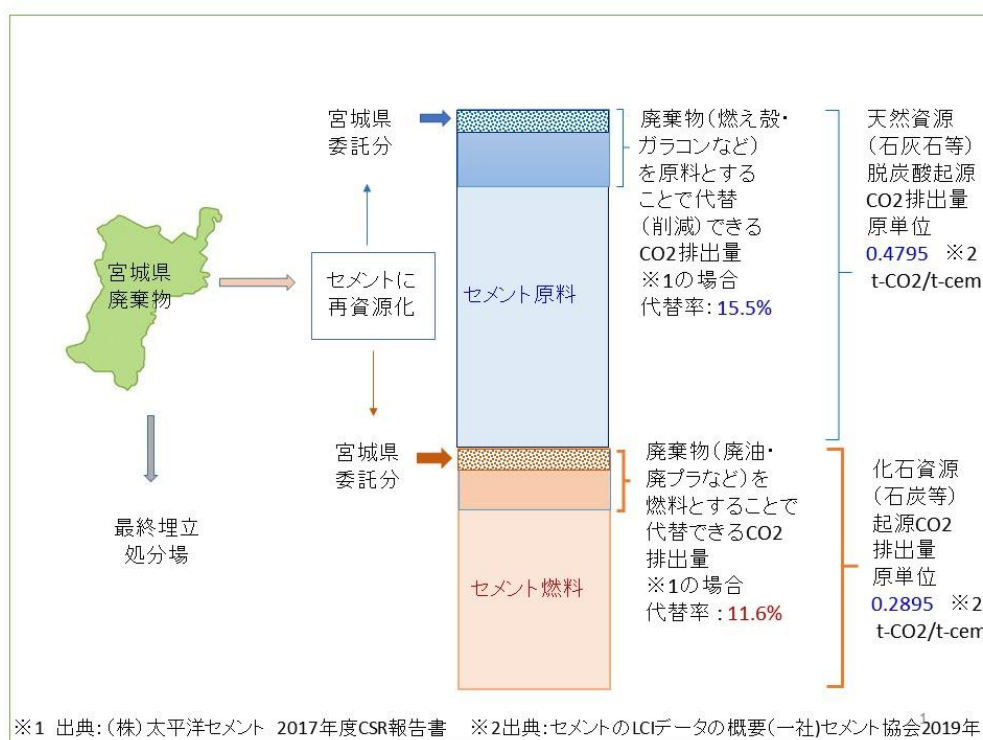 宮城県
廃棄物
最終埋立
処分場
セメントに
再資源化
宮城県
委託分
宮城県
委託分
セメント原料
セメント燃料
廃棄物(燃え殻・
ガラコンなど)
を原料とする
ことで代替
(削減)できる
CO2排出量
※1の場合
代替率:15.5%
天然資源
(石灰石等)
脱炭酸起源
CO2排出量
原単位
0.4795 ※2
t-CO2/t-cem
廃棄物(廃油・
廃プラなど)を
燃料とすることで
代替できるCO2
排出量
※1の場合
代替率:11.6%
化石資源
(石炭等)
起源CO2
排出量
原単位
0.2895 ※2
t-CO2/t-cem
※1 出典:(株)太平洋セメント 2017年度CSR報告書 ※2出典:セメントのLCIデータの概要(一社)セメント協会2019年
1